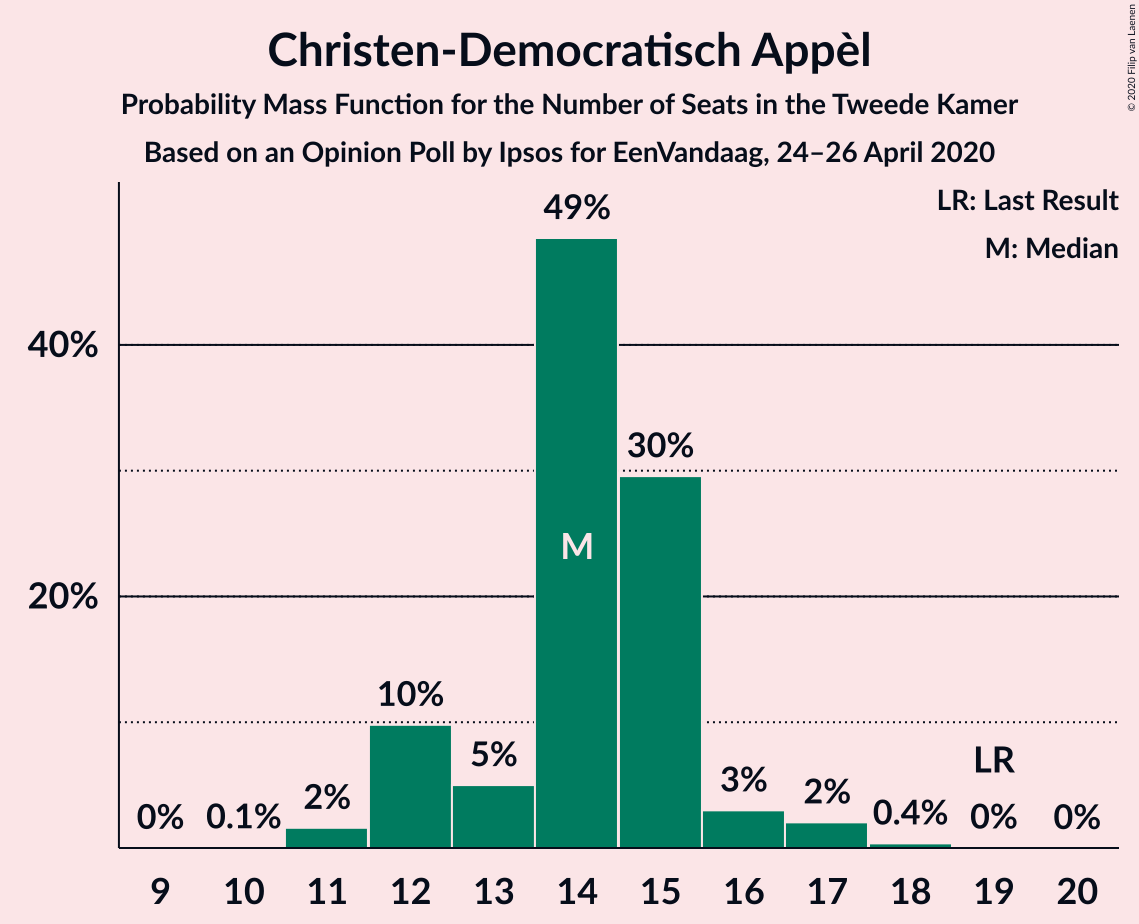 Christen-Democratisch Appèl
Probability Mass Function for the Number of Seats in the Tweede Kamer
Based on an Opinion Poll by Ipsos for EenVandaag, 24–26 April 2020
© 2020 Filip van Laenen
LR: Last Result
M: Median
40%
20%
0%
0.1%
2%
10%
5%
49%
M
30%
3%
2%
0.4%
LR
0%
0%
9 10 11 12 13 14 15 16 17 18 19 20